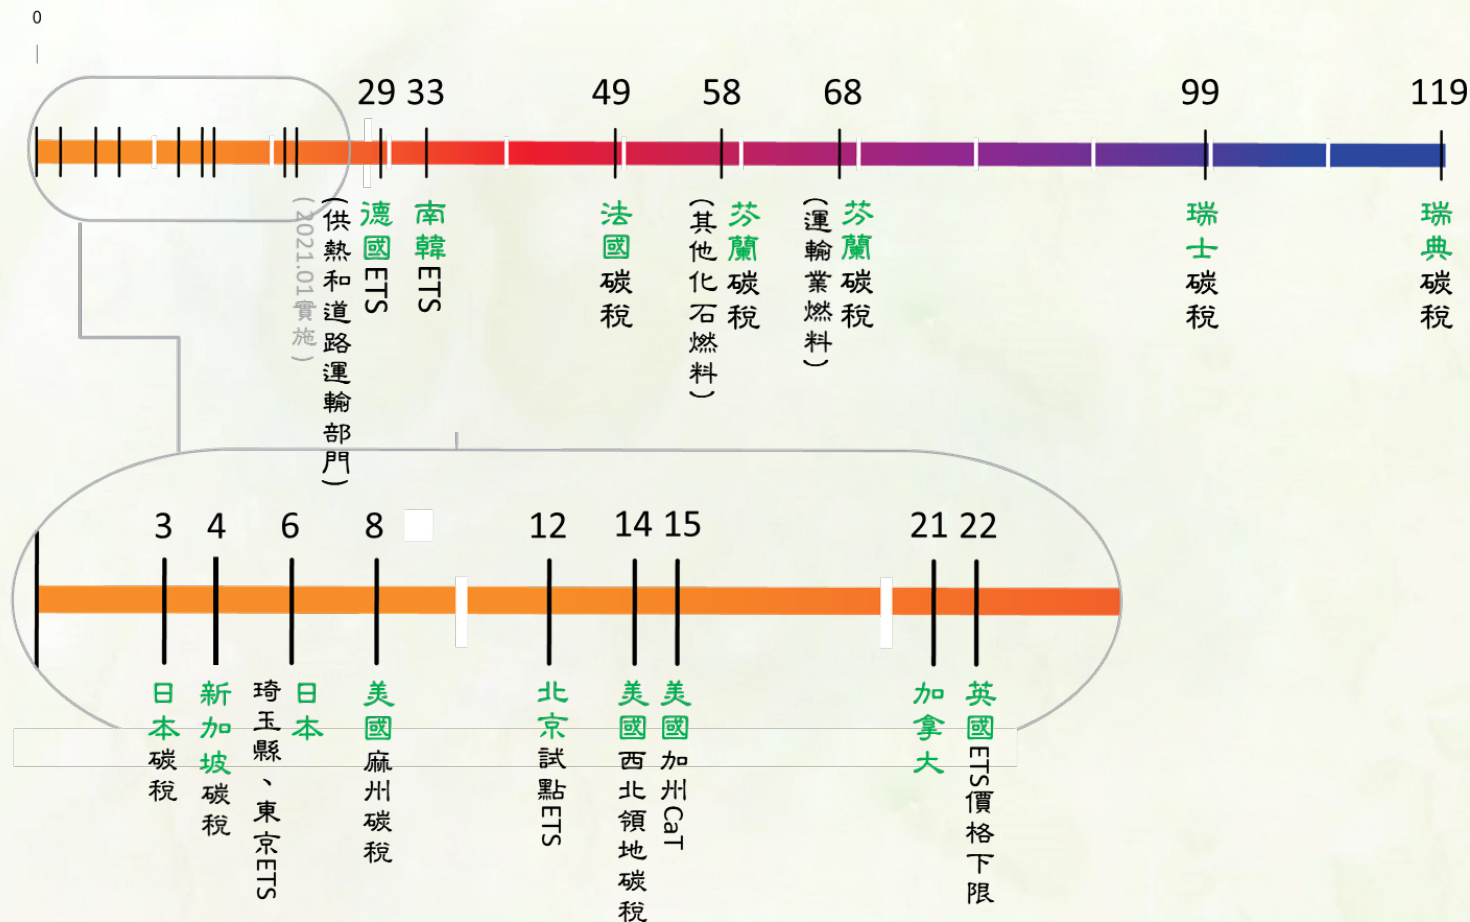 0
29 33 49 58 68 99 119
德國ETS
(供熱和道路運輸部門)
(2021.01實施)
南韓ETS
法國碳稅
芬蘭碳稅
(其他化石燃料)
芬蘭碳稅
(運輸業燃料)
瑞士碳稅
瑞典碳稅
3 4 6 8 12 14 15 21 22
日本碳稅
新加坡碳稅
日本
琦玉縣、東京ETS
美國麻州碳稅
北京試點ETS
美國西北領地碳稅
美國加州CaT
加拿大
英國ETS價格下限